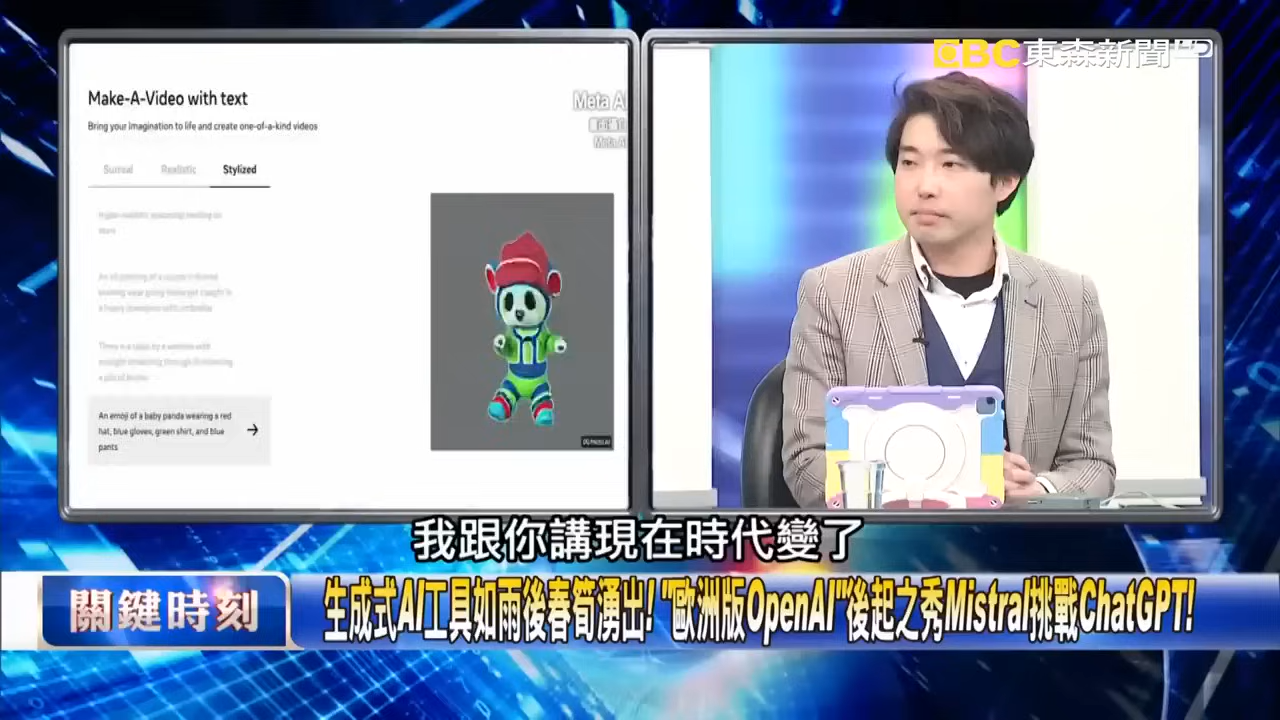 EBC 東森新聞 HD
Make-A-Video with text
Bring your imagination to life and create one-of-a-kind videos
Meta AI
Meta AI
Surreal
Realistic
Stylized
An emoji of a baby panda wearing a red
hat, blue gloves, green shirt, and blue
pants
我跟你講現在時代變了
關鍵時刻
生成式AI工具如雨後春筍湧出! "歐洲版OpenAI"後起之秀Mistral挑戰ChatGPT!